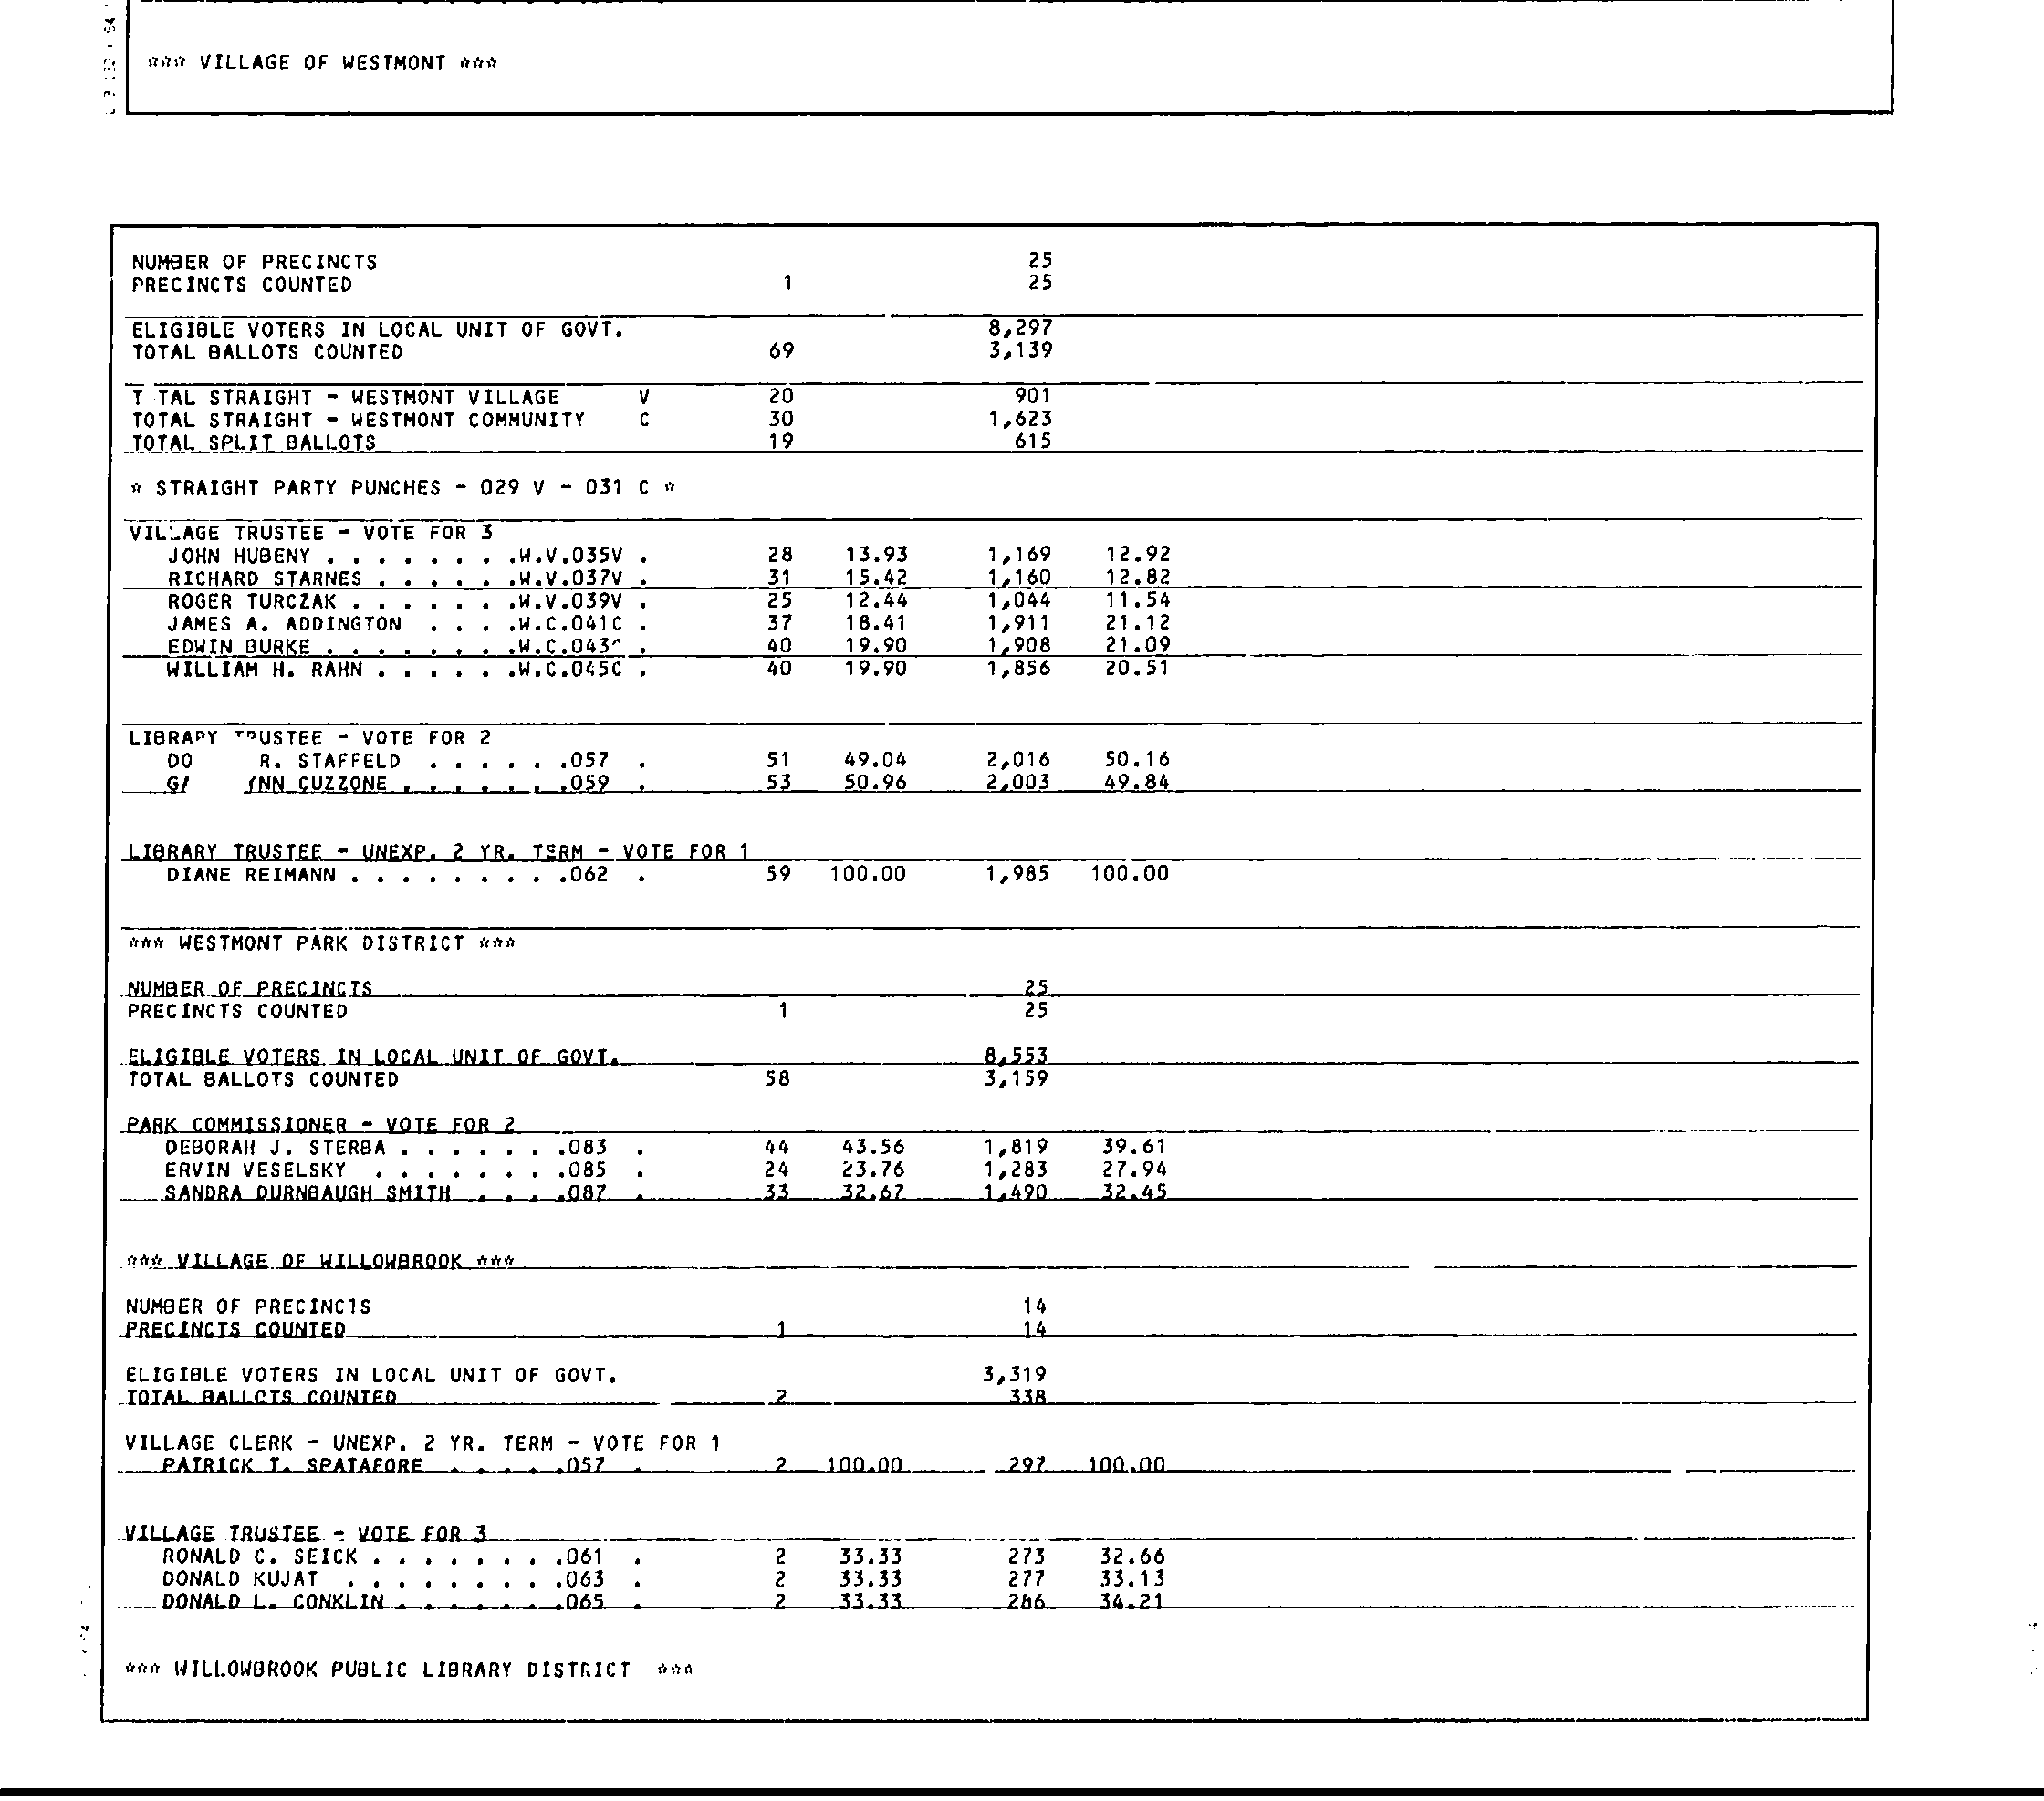 *** VILLAGE OF WESTMONT ***
NUMBER OF PRECINCTS 25
PRECINCTS COUNTED 1 25
ELIGIBLE VOTERS IN LOCAL UNIT OF GOVT. 8,297
TOTAL BALLOTS COUNTED 69 3,139
T TAL STRAIGHT - WESTMONT VILLAGE V 20 901
TOTAL STRAIGHT - WESTMONT COMMUNITY C 30 1,623
TOTAL SPLIT BALLOTS 19 615
* STRAIGHT PARTY PUNCHES - 029 V - 031 C *
VILLAGE TRUSTEE - VOTE FOR 3
JOHN HUBENY . . . . . . . .W.V.035V . 28 13.93 1,169 12.92
RICHARD STARNES . . . . . .W.V.037V . 31 15.42 1,160 12.82
ROGER TURCZAK . . . . . . .W.V.039V . 25 12.44 1,044 11.54
JAMES A. ADDINGTON . . . .W.C.041C . 37 18.41 1,911 21.12
EDWIN BURKE . . . . . . . .W.C.043 . 40 19.90 1,908 21.09
WILLIAM H. RAHN . . . . . .W.C.045C . 40 19.90 1,856 20.51
LIBRARY TRUSTEE - VOTE FOR 2
DO R. STAFFELD . . . . . .057 . 51 49.04 2,016 50.16
CUZZONE . . . . . . .059 . 53 50.96 2,003 49.84
LIBRARY TRUSTEE - UNEXP. 2 YR. TERM - VOTE FOR 1
DIANE REIMANN . . . . . . . . .062 . 59 100.00 1,985 100.00
*** WESTMONT PARK DISTRICT ***
NUMBER OF PRECINCTS 25
PRECINCTS COUNTED 1 25
ELIGIBLE VOTERS IN LOCAL UNIT OF GOVT. 8,553
TOTAL BALLOTS COUNTED 58 3,159
PARK COMMISSIONER - VOTE FOR 2
DEBORAH J. STERBA . . . . . . .083 . 44 43.56 1,819 39.61
ERVIN VESELSKY . . . . . . . .085 . 24 23.76 1,283 27.94
SANDRA DURNBAUGH SMITH . . . .087 . 33 32.67 1,490 32.45
*** VILLAGE OF WILLOWBROOK ***
NUMBER OF PRECINCTS 14
PRECINCTS COUNTED 1 14
ELIGIBLE VOTERS IN LOCAL UNIT OF GOVT. 3,319
TOTAL BALLOTS COUNTED 2 338
VILLAGE CLERK - UNEXP. 2 YR. TERM - VOTE FOR 1
PATRICK T. SPATAFORE . . . . .057 . 2 100.00 297 100.00
VILLAGE TRUSTEE - VOTE FOR 3
RONALD C. SEICK . . . . . . . .061 . 2 33.33 273 32.66
DONALD KUJAT . . . . . . . . .063 . 2 33.33 277 33.13
DONALD L. CONKLIN . . . . . . .065 . 2 33.33 286 34.21
*** WILLOWBROOK PUBLIC LIBRARY DISTRICT ***